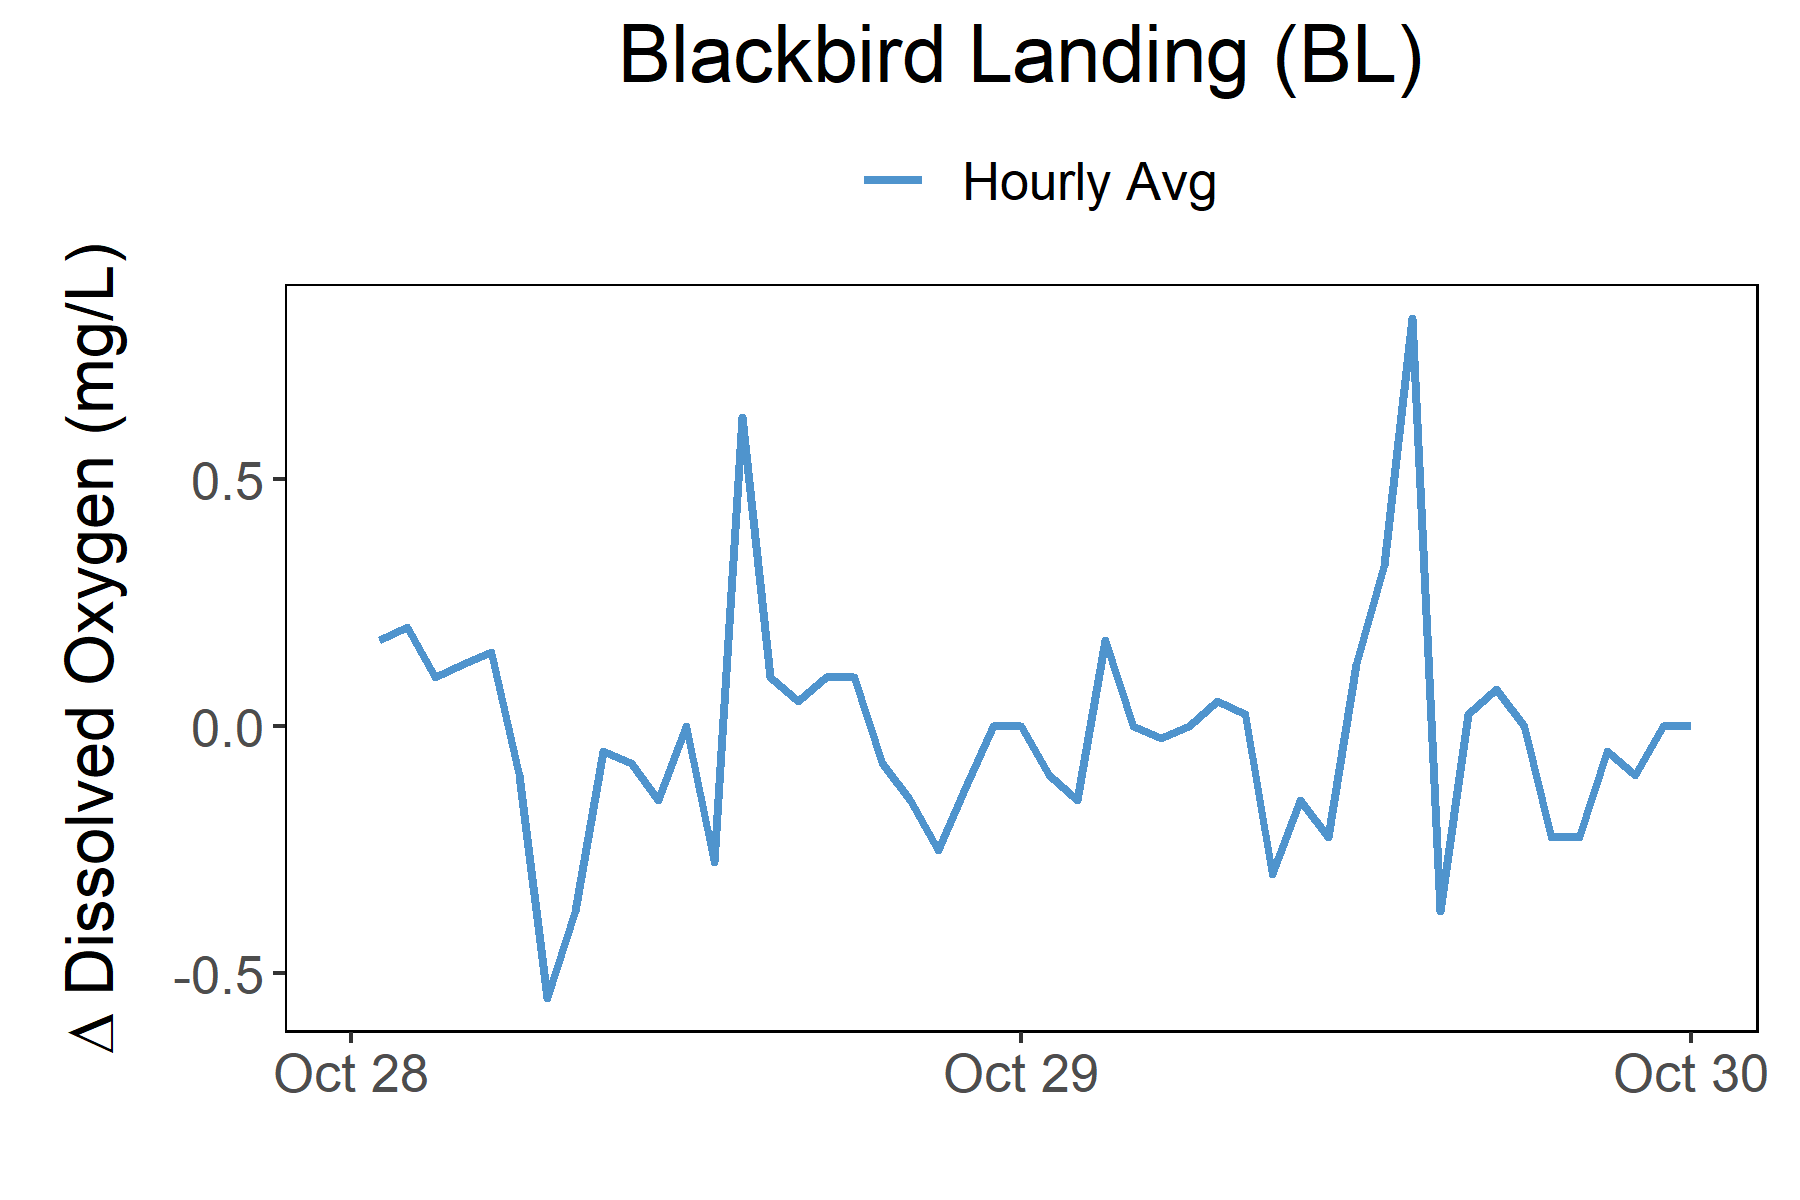 Blackbird Landing (BL)
Hourly Avg
Δ Dissolved Oxygen (mg/L)
0.5
0.0
-0.5
Oct 28
Oct 29
Oct 30